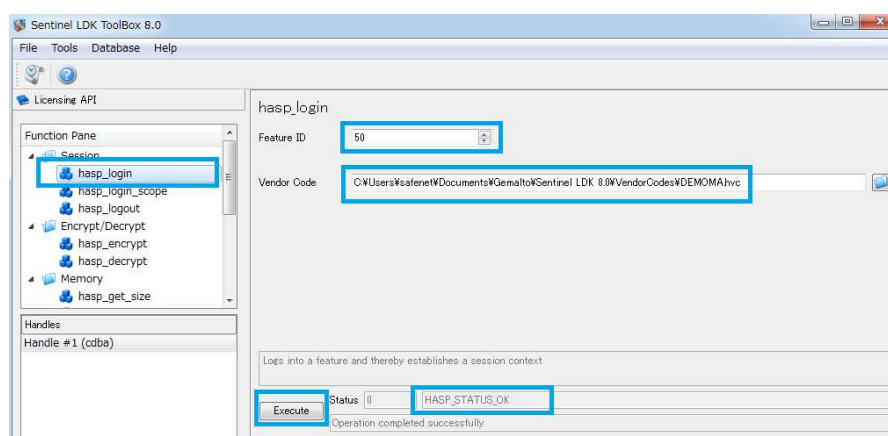 Sentinel LDK ToolBox 8.0
File Tools Database Help
Licensing API
Function Pane
Session
hasp_login
hasp_login_scope
hasp_logout
Encrypt/Decrypt
hasp_encrypt
hasp_decrypt
Memory
hasp_get_size
Handles
Handle #1 (cdba)
hasp_login
Feature ID 50
Vendor Code C:¥Users¥safenet¥Documents¥Gemalto¥Sentinel LDK 8.0¥VendorCodes¥DEMOMA.hvc
Logs into a feature and thereby establishes a session context
Execute
Status 0 HASP_STATUS_OK
Operation completed successfully